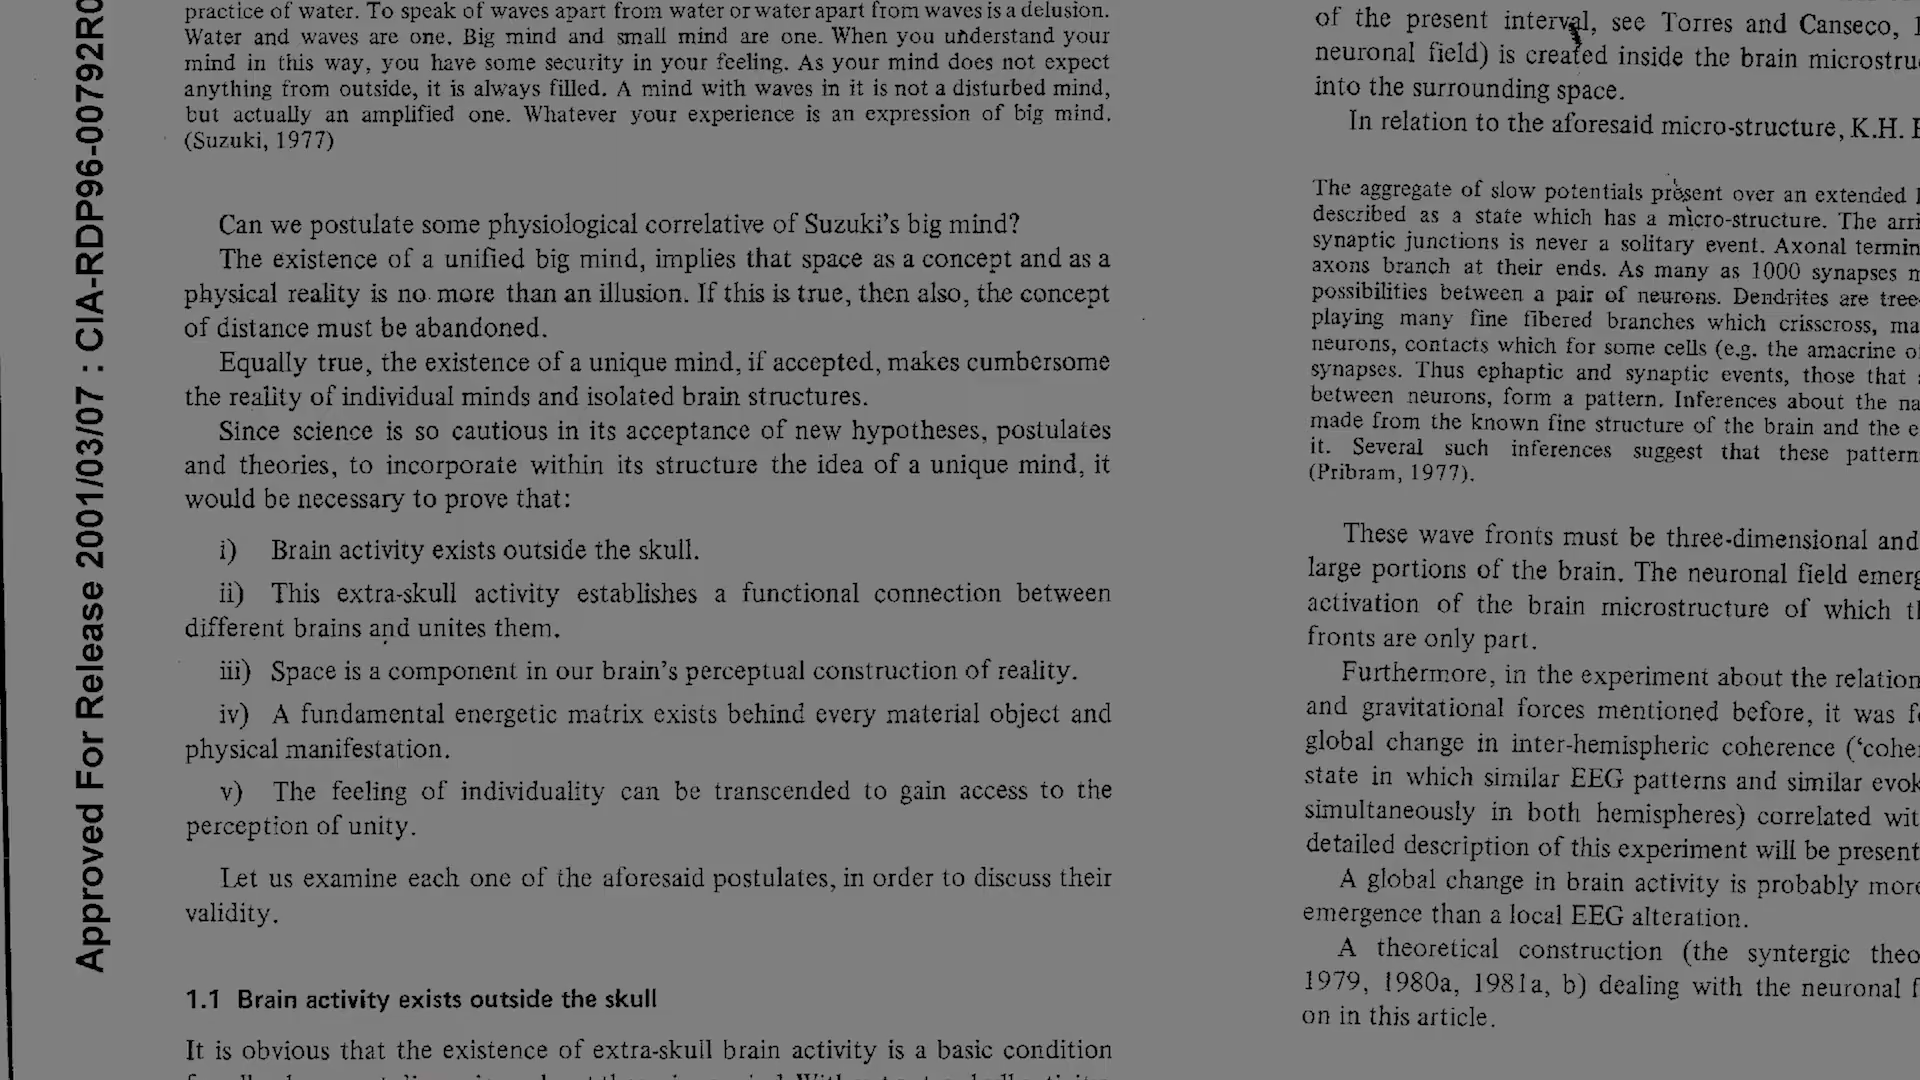 Approved For Release 2001/03/07 : CIA-RDP96-00792R0
practice of water. To speak of waves apart from water or water apart from waves is a delusion.
Water and waves are one. Big mind and small mind are one. When you understand your
mind in this way, you have some security in your feeling. As your mind does not expect
anything from outside, it is always filled. A mind with waves in it is not a disturbed mind,
but actually an amplified one. Whatever your experience is an expression of big mind.
(Suzuki, 1977)
Can we postulate some physiological correlative of Suzuki's big mind?
The existence of a unified big mind, implies that space as a concept and as a
physical reality is no more than an illusion. If this is true, then also, the concept
of distance must be abandoned.
Equally true, the existence of a unique mind, if accepted, makes cumbersome
the reality of individual minds and isolated brain structures.
Since science is so cautious in its acceptance of new hypotheses, postulates
and theories, to incorporate within its structure the idea of a unique mind, it
would be necessary to prove that:
i) Brain activity exists outside the skull.
ii) This extra-skull activity establishes a functional connection between
different brains and unites them.
iii) Space is a component in our brain's perceptual construction of reality.
iv) A fundamental energetic matrix exists behind every material object and
physical manifestation.
v) The feeling of individuality can be transcended to gain access to the
perception of unity.
Let us examine each one of the aforesaid postulates, in order to discuss their
validity.
1.1 Brain activity exists outside the skull
It is obvious that the existence of extra-skull brain activity is a basic condition
of the present interval, see Torres and Canseco, 1
neuronal field) is created inside the brain microstru
into the surrounding space.
In relation to the aforesaid micro-structure, K.H.
The aggregate of slow potentials present over an extended
described as a state which has a micro-structure. The arri
synaptic junctions is never a solitary event. Axonal termin
axons branch at their ends. As many as 1000 synapses m
possibilities between a pair of neurons. Dendrites are tree-
playing many fine fibered branches which crisscross, ma
neurons, contacts which for some cells (e.g. the amacrine o
synapses. Thus ephaptic and synaptic events, those that
between neurons, form a pattern. Inferences about the na
made from the known fine structure of the brain and the e
it. Several such inferences suggest that these pattern
(Pribram, 1977).
These wave fronts must be three-dimensional and
large portions of the brain. The neuronal field emerg
activation of the brain microstructure of which t
fronts are only part.
Furthermore, in the experiment about the relation
and gravitational forces mentioned before, it was f
global change in inter-hemispheric coherence ('cohe
state in which similar EEG patterns and similar evok
simultaneously in both hemispheres) correlated wit
detailed description of this experiment will be present
A global change in brain activity is probably more
emergence than a local EEG alteration.
A theoretical construction (the syntergic theo
1979, 1980a, 1981a, b) dealing with the neuronal f
on in this article.